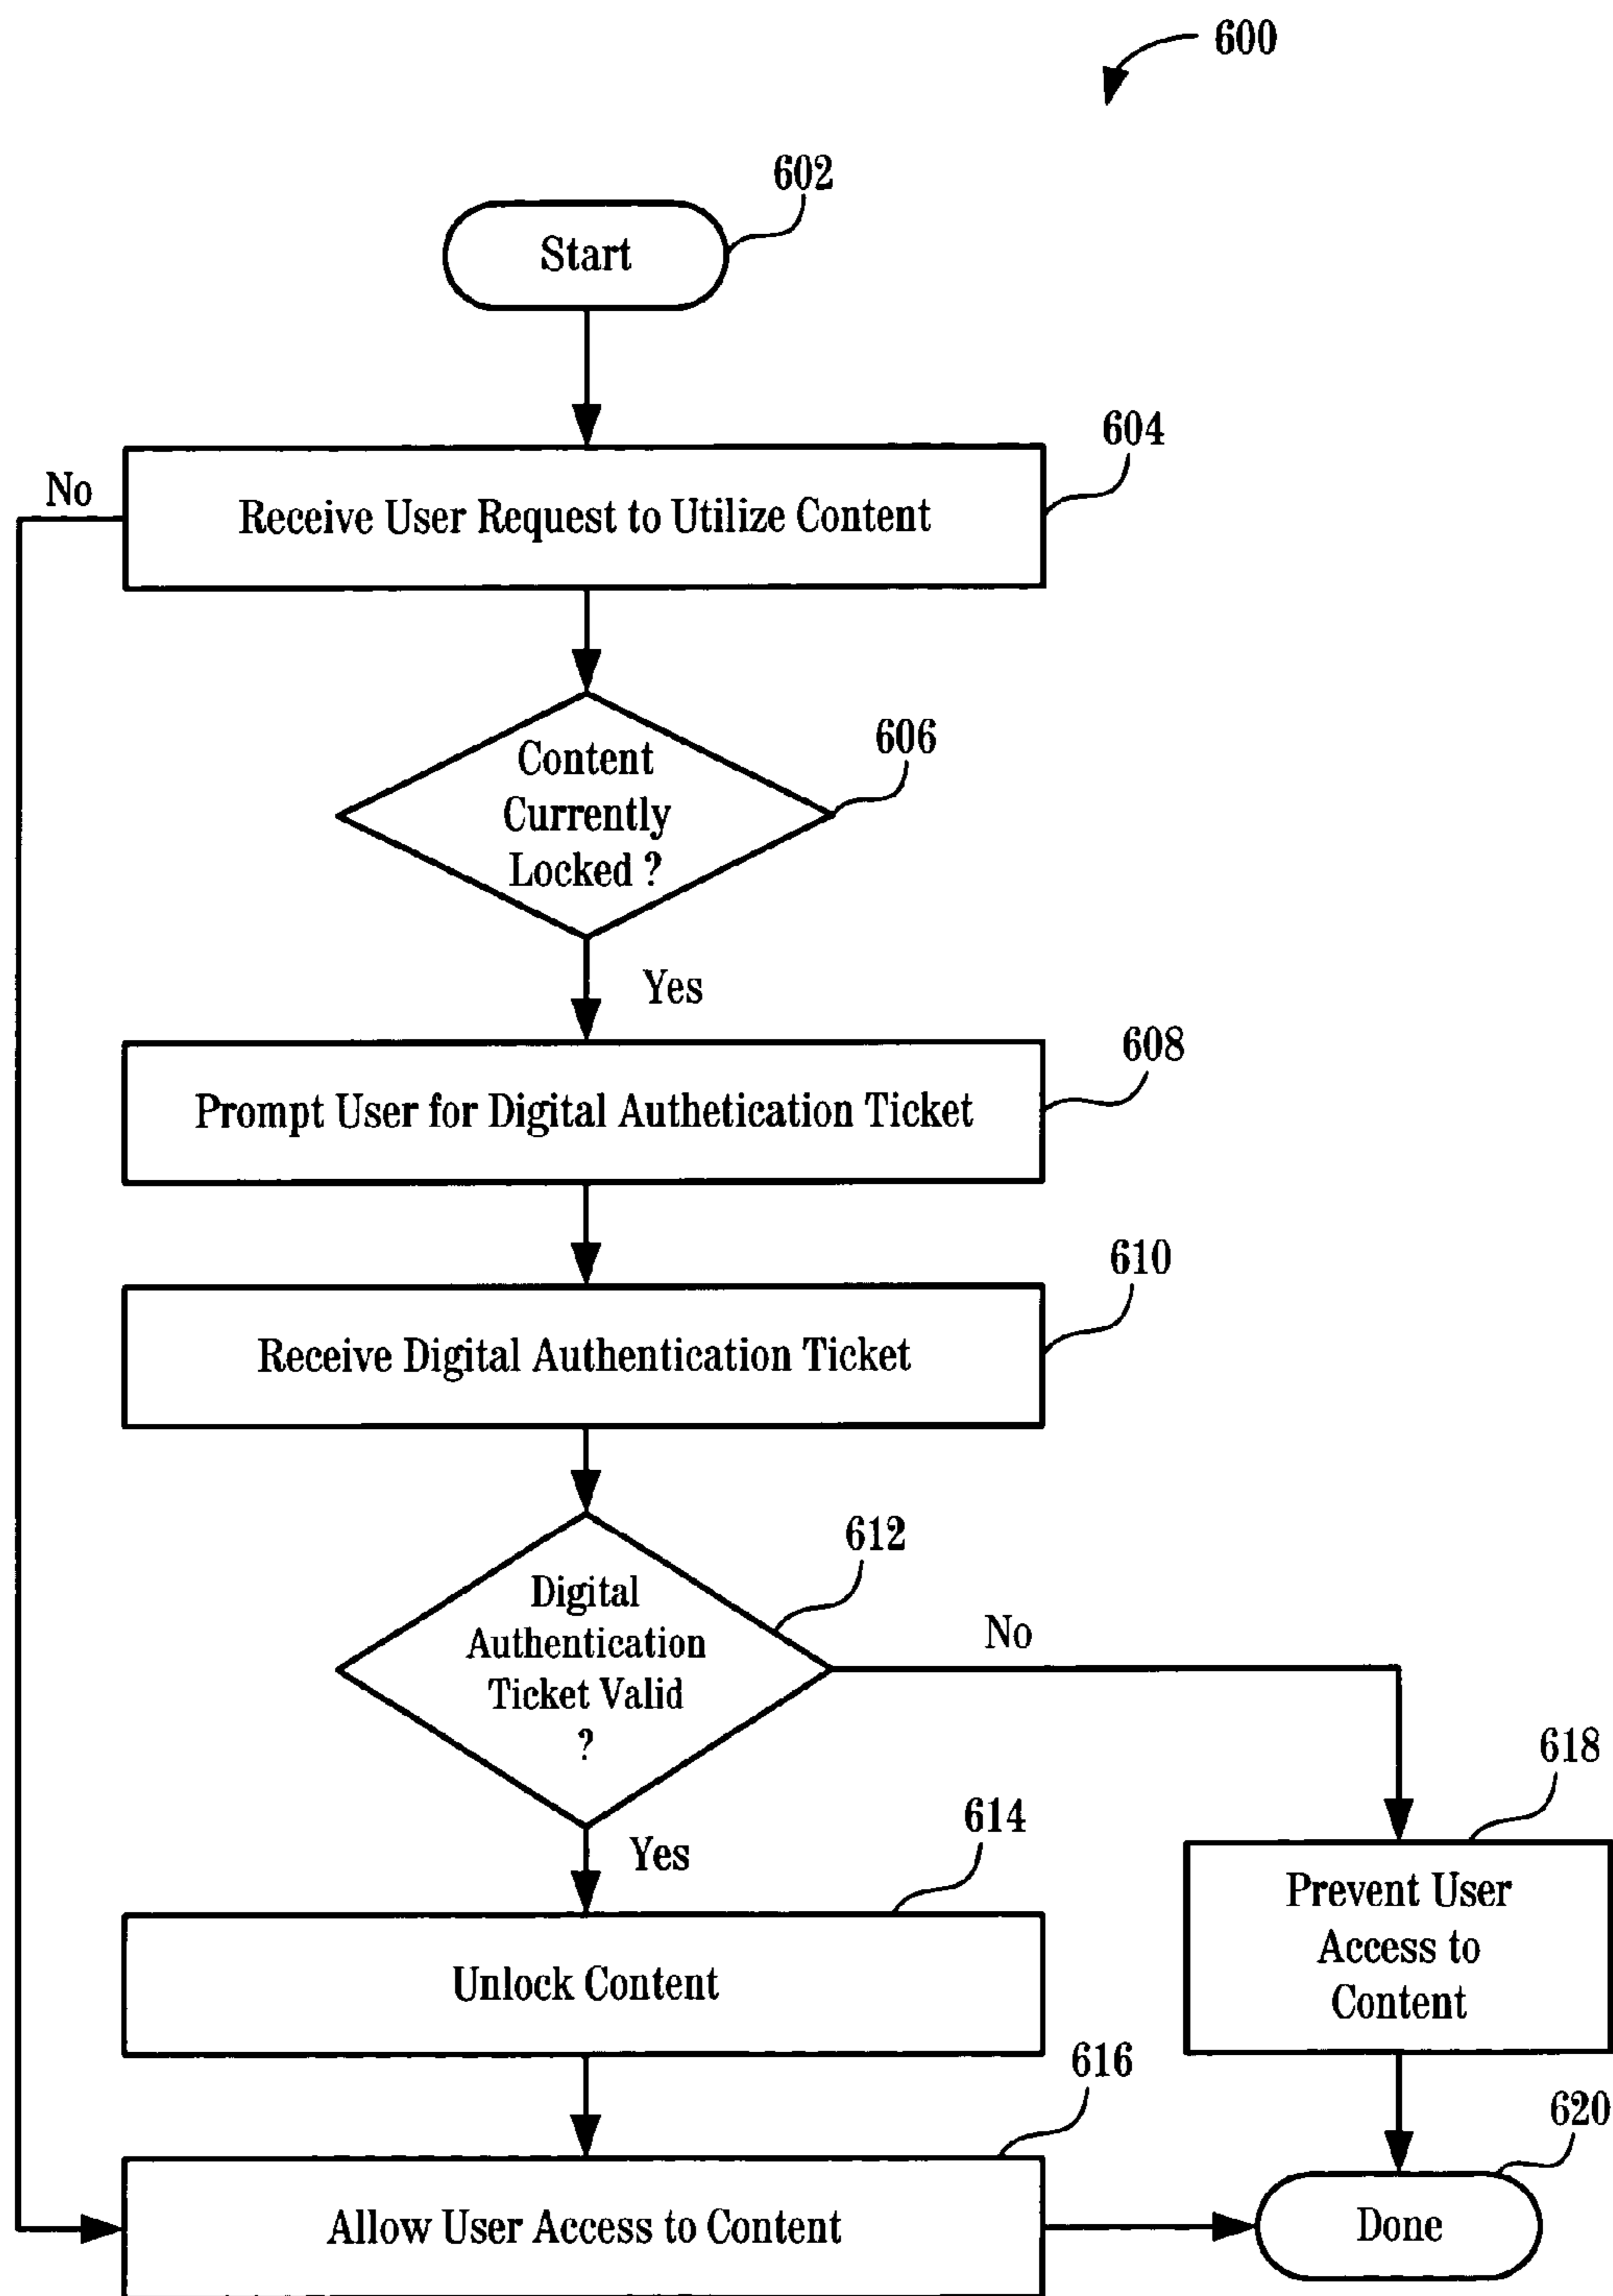 600
602
Start
604
No
Receive User Request to Utilize Content
606
Content
Currently
Locked ?
Yes
608
Prompt User for Digital Authetication Ticket
610
Receive Digital Authentication Ticket
612
Digital
Authentication
Ticket Valid
?
No
618
614
Yes
Prevent User
Access to
Content
Unlock Content
616
620
Allow User Access to Content
Done